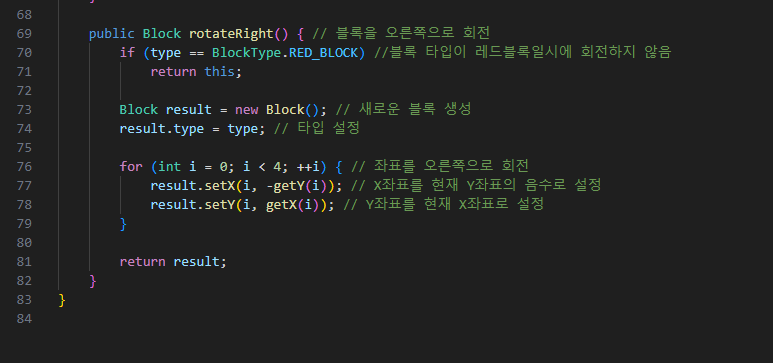 68
69 public Block rotateRight() { // 블록을 오른쪽으로 회전
70 if (type == BlockType.RED_BLOCK) //블록 타입이 레드블록일시에 회전하지 않음
71 return this;
72
73 Block result = new Block(); // 새로운 블록 생성
74 result.type = type; // 타입 설정
75
76 for (int i = 0; i < 4; ++i) { // 좌표를 오른쪽으로 회전
77 result.setX(i, -getY(i)); // X좌표를 현재 Y좌표의 음수로 설정
78 result.setY(i, getX(i)); // Y좌표를 현재 X좌표로 설정
79 }
80
81 return result;
82 }
83 }
84